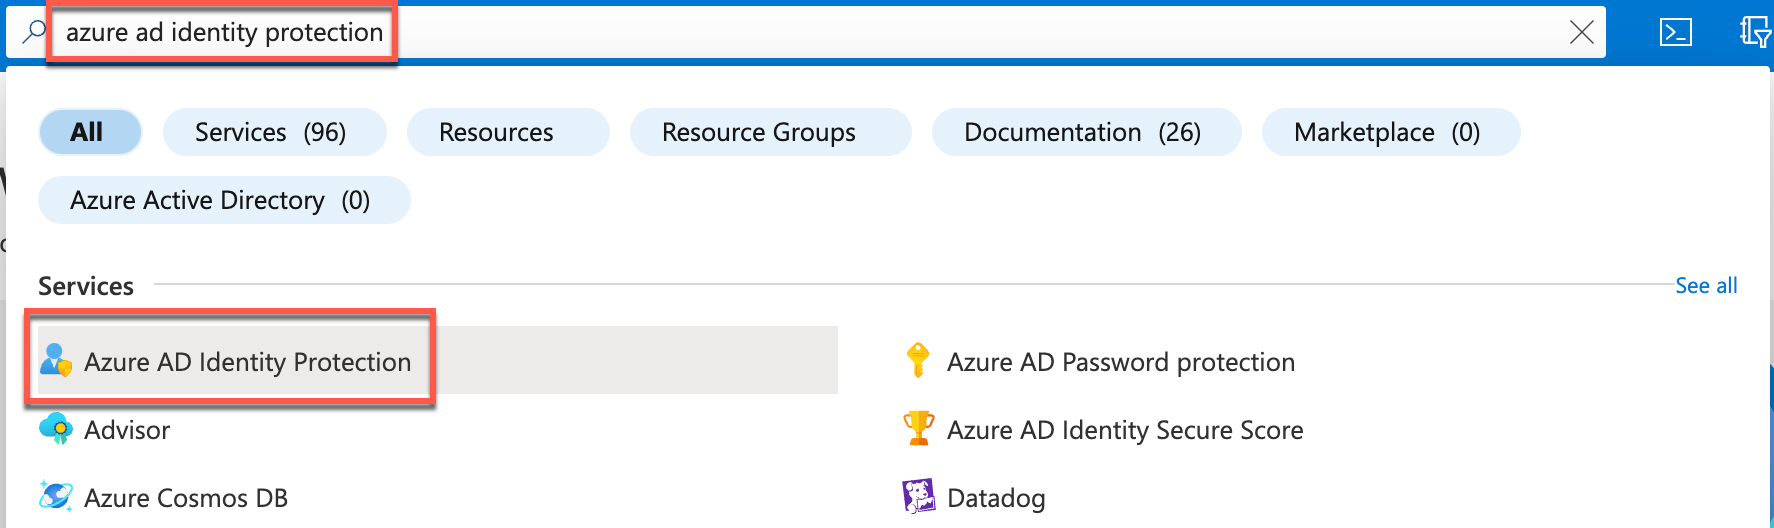 azure ad identity protection
All Services (96) Resources Resource Groups Documentation (26) Marketplace (0)
Azure Active Directory (0)
Services See all
Azure AD Identity Protection Azure AD Password protection
Advisor Azure AD Identity Secure Score
Azure Cosmos DB Datadog